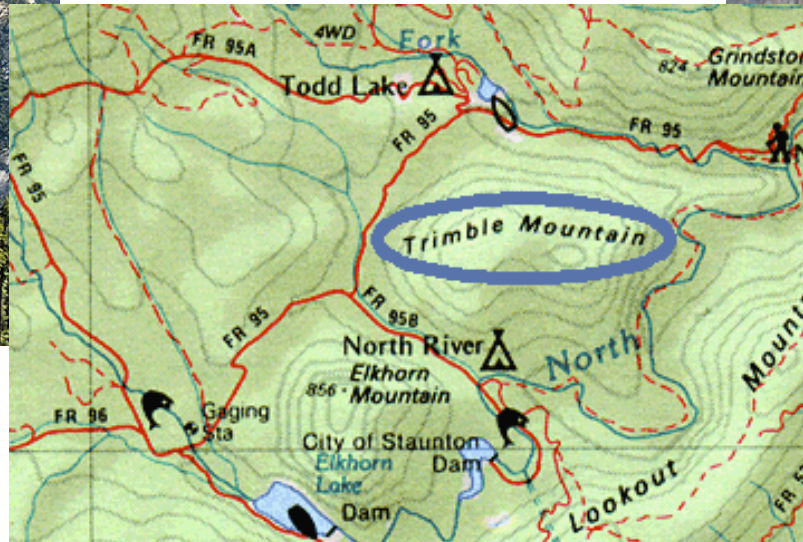 FR 95A
4WD
Fork
Grindston
824
Mountain
Todd Lake
FR 95
FR 95
FR 95
Trimble Mountain
FR 95B
FR 95
North River
North
Elkhorn
856
Mountain
Mount
FR 96
Gaging
Sta
City of Staunton
Dam
Elkhorn
Lake
Dam
Lookout